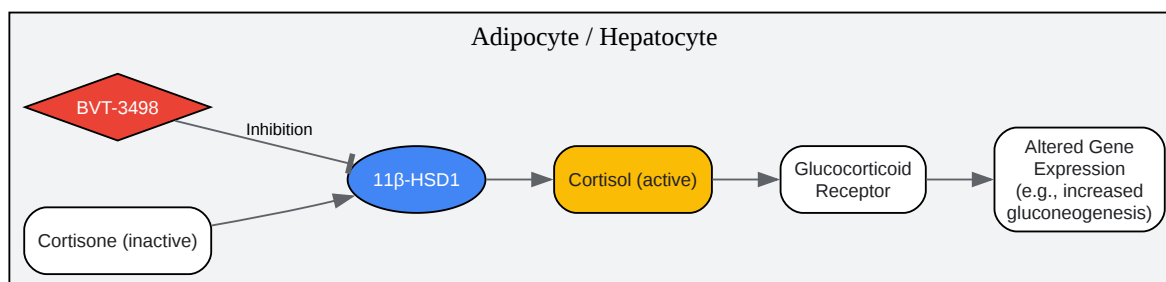 Adipocyte / Hepatocyte
BVT-3498
Inhibition
Cortisone (inactive)
11β-HSD1
Cortisol (active)
Glucocorticoid
Receptor
Altered Gene
Expression
(e.g., increased
gluconeogenesis)